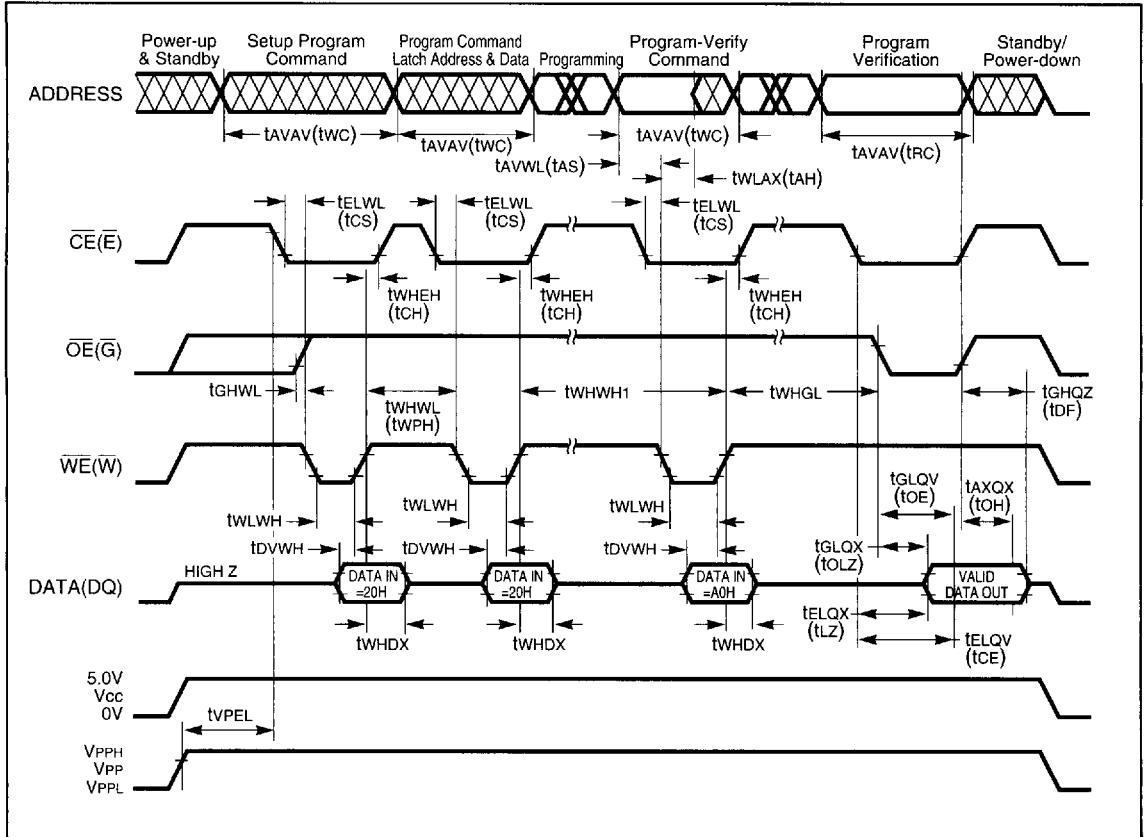 Power-up
& Standby
Setup Program
Command
Program Command
Latch Address & Data
Programming
Program-Verify
Command
Program
Verification
Standby/
Power-down
ADDRESS
tAVAV(tWC)
tAVAV(tWC)
tAVAV(tWC)
tAVAV(tRC)
tAVWL(tAS)
tWLAX(tAH)
tELWL
(tCS)
tELWL
(tCS)
tELWL
(tCS)
CE(E)
tWHEH
(tCH)
tWHEH
(tCH)
tWHEH
(tCH)
OE(G)
tGHWL
tWHWL
(tWPH)
tWHWH1
tWHGL
tGHQZ
(tDF)
WE(W)
tWLWH
tWLWH
tWLWH
tGLQV
(tOE)
tAXQX
(tOH)
tDVWH
tDVWH
tDVWH
tGLQX
(tOLZ)
HIGH Z
DATA(DQ)
DATA IN
=20H
DATA IN
=20H
DATA IN
=A0H
VALID
DATA OUT
tWHDX
tWHDX
tWHDX
tELQX
(tLZ)
tELQV
(tCE)
5.0V
VCC
0V
tVPEL
VPPH
VPP
VPPL